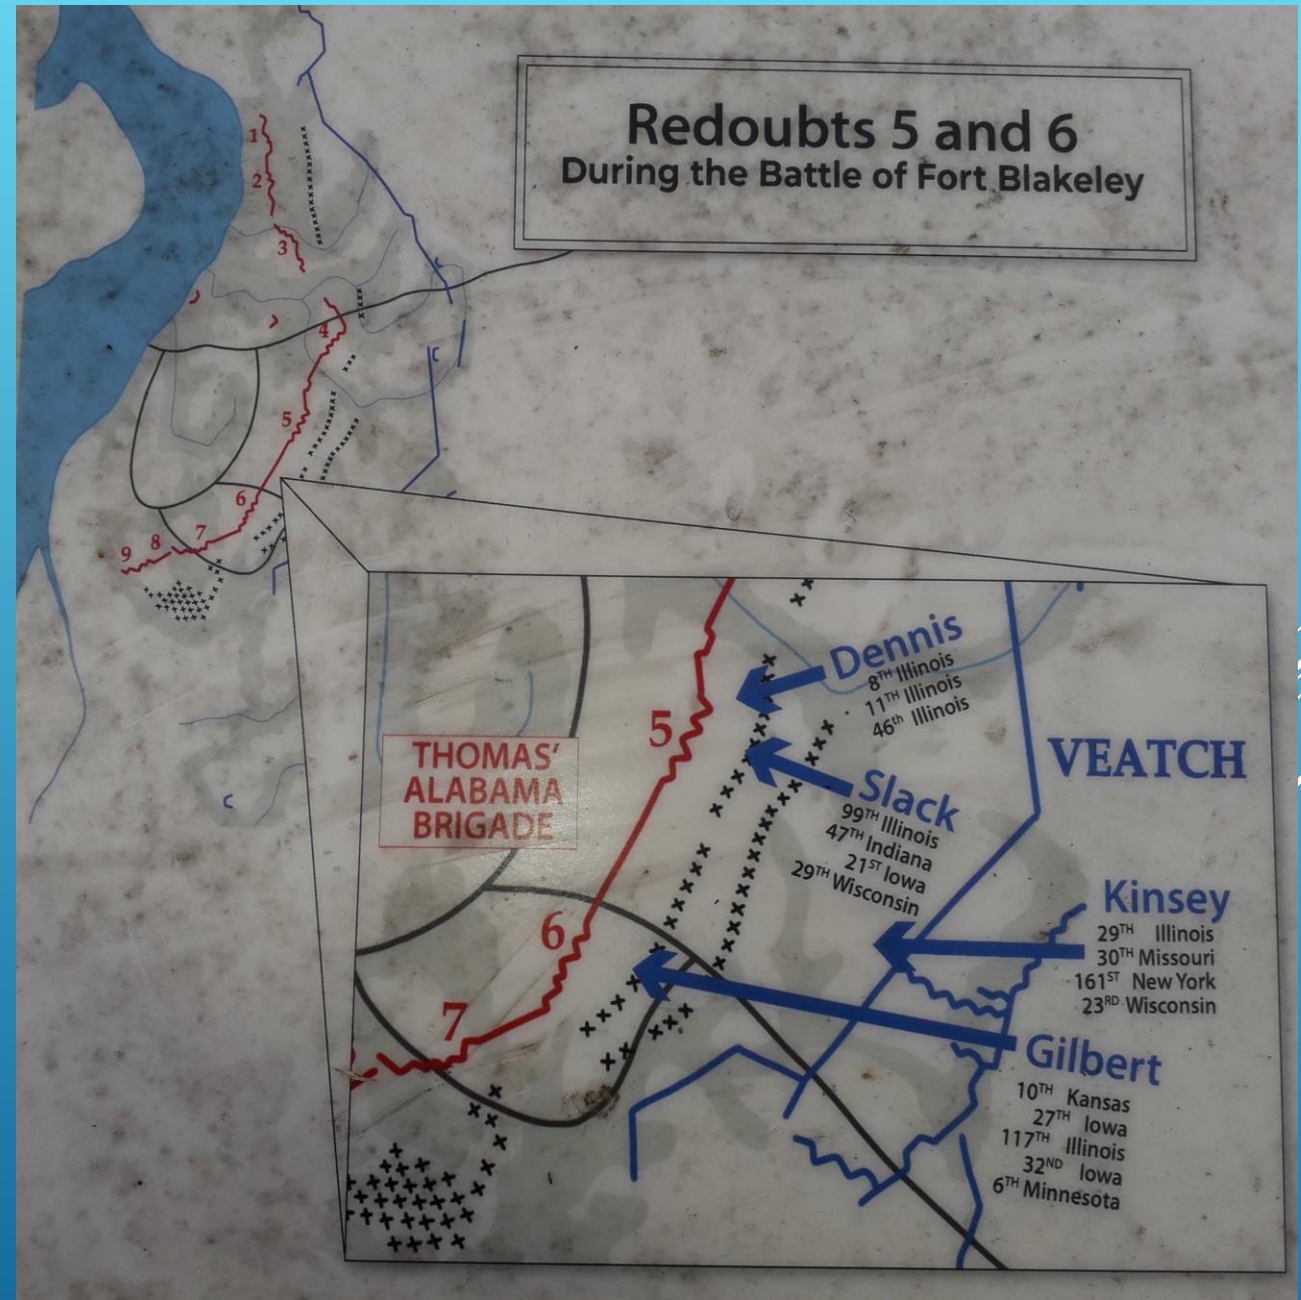 Redoubts 5 and 6
During the Battle of Fort Blakeley
1
2
3
4
5
6
7
8
9
THOMAS'
ALABAMA
BRIGADE
5
6
7
Dennis
8TH Illinois
11TH Illinois
46th Illinois
Slack
99TH Illinois
47TH Indiana
21ST Iowa
29TH Wisconsin
VEATCH
Kinsey
29TH Illinois
30TH Missouri
161ST New York
23RD Wisconsin
Gilbert
10TH Kansas
27TH Iowa
117TH Illinois
32ND Iowa
6TH Minnesota